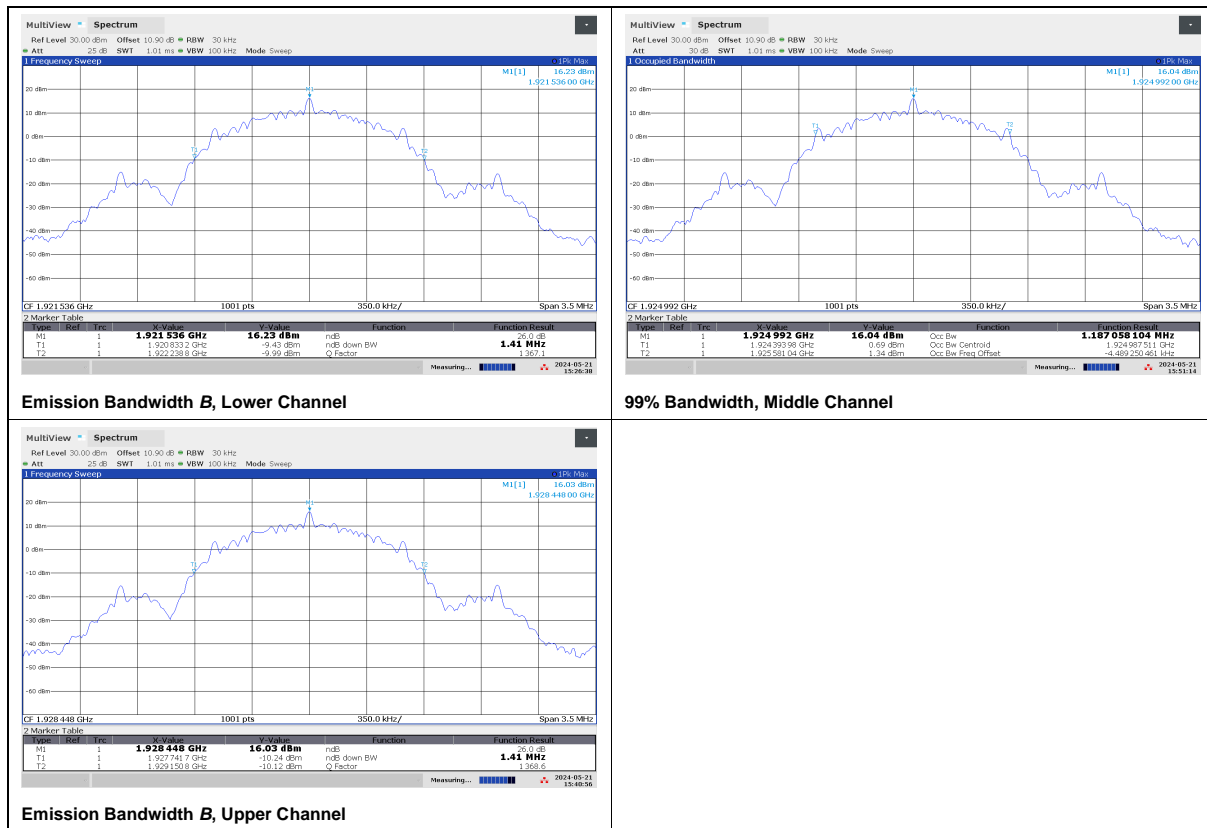 MultiView Spectrum
Ref Level 30.00 dBm Offset 10.90 dB RBW 30 kHz
Att 25 dB SWT 1.01 ms VBW 100 kHz Mode Sweep
1 Frequency Sweep 1Pk Max
M1[1] 16.23 dBm
1.921 536 00 GHz
M1
20 dBm
10 dBm
0 dBm
T1 T2
-10 dBm
-20 dBm
-30 dBm
-40 dBm
-50 dBm
-60 dBm
CF 1.921 536 GHz 1001 pts 350.0 kHz/ Span 3.5 MHz
2 Marker Table
Type Ref Trc X-Value Y-Value Function Function Result
M1 1 1.921 536 GHz 16.23 dBm ndB 26.0 dB
T1 1 1.920 833 2 GHz -9.43 dBm ndB down BW 1.41 MHz
T2 1 1.922 238 8 GHz -9.99 dBm Q Factor 1 367.1
Measuring... 2024-05-21
15:26:38
Emission Bandwidth B, Lower Channel
MultiView Spectrum
Ref Level 30.00 dBm Offset 10.90 dB RBW 30 kHz
Att 30 dB SWT 1.01 ms VBW 100 kHz Mode Sweep
1 Occupied Bandwidth 1Pk Max
M1[1] 16.04 dBm
1.924 992 00 GHz
M1
20 dBm
10 dBm
T1 T2
0 dBm
-10 dBm
-20 dBm
-30 dBm
-40 dBm
-50 dBm
-60 dBm
CF 1.924 992 GHz 1001 pts 350.0 kHz/ Span 3.5 MHz
2 Marker Table
Type Ref Trc X-Value Y-Value Function Function Result
M1 1 1.924 992 GHz 16.04 dBm Occ Bw 1.187 058 104 MHz
T1 1 1.924 393 98 GHz 0.69 dBm Occ Bw Centroid 1.924 987 511 GHz
T2 1 1.925 581 04 GHz 1.34 dBm Occ Bw Freq Offset -4.489 250 461 kHz
Measuring... 2024-05-21
15:51:14
99% Bandwidth, Middle Channel
MultiView Spectrum
Ref Level 30.00 dBm Offset 10.90 dB RBW 30 kHz
Att 25 dB SWT 1.01 ms VBW 100 kHz Mode Sweep
1 Frequency Sweep 1Pk Max
M1[1] 16.03 dBm
1.928 448 00 GHz
M1
20 dBm
10 dBm
0 dBm
T1 T2
-10 dBm
-20 dBm
-30 dBm
-40 dBm
-50 dBm
-60 dBm
CF 1.928 448 GHz 1001 pts 350.0 kHz/ Span 3.5 MHz
2 Marker Table
Type Ref Trc X-Value Y-Value Function Function Result
M1 1 1.928 448 GHz 16.03 dBm ndB 26.0 dB
T1 1 1.927 741 7 GHz -10.24 dBm ndB down BW 1.41 MHz
T2 1 1.929 150 8 GHz -10.12 dBm Q Factor 1 368.6
Measuring... 2024-05-21
15:40:56
Emission Bandwidth B, Upper Channel